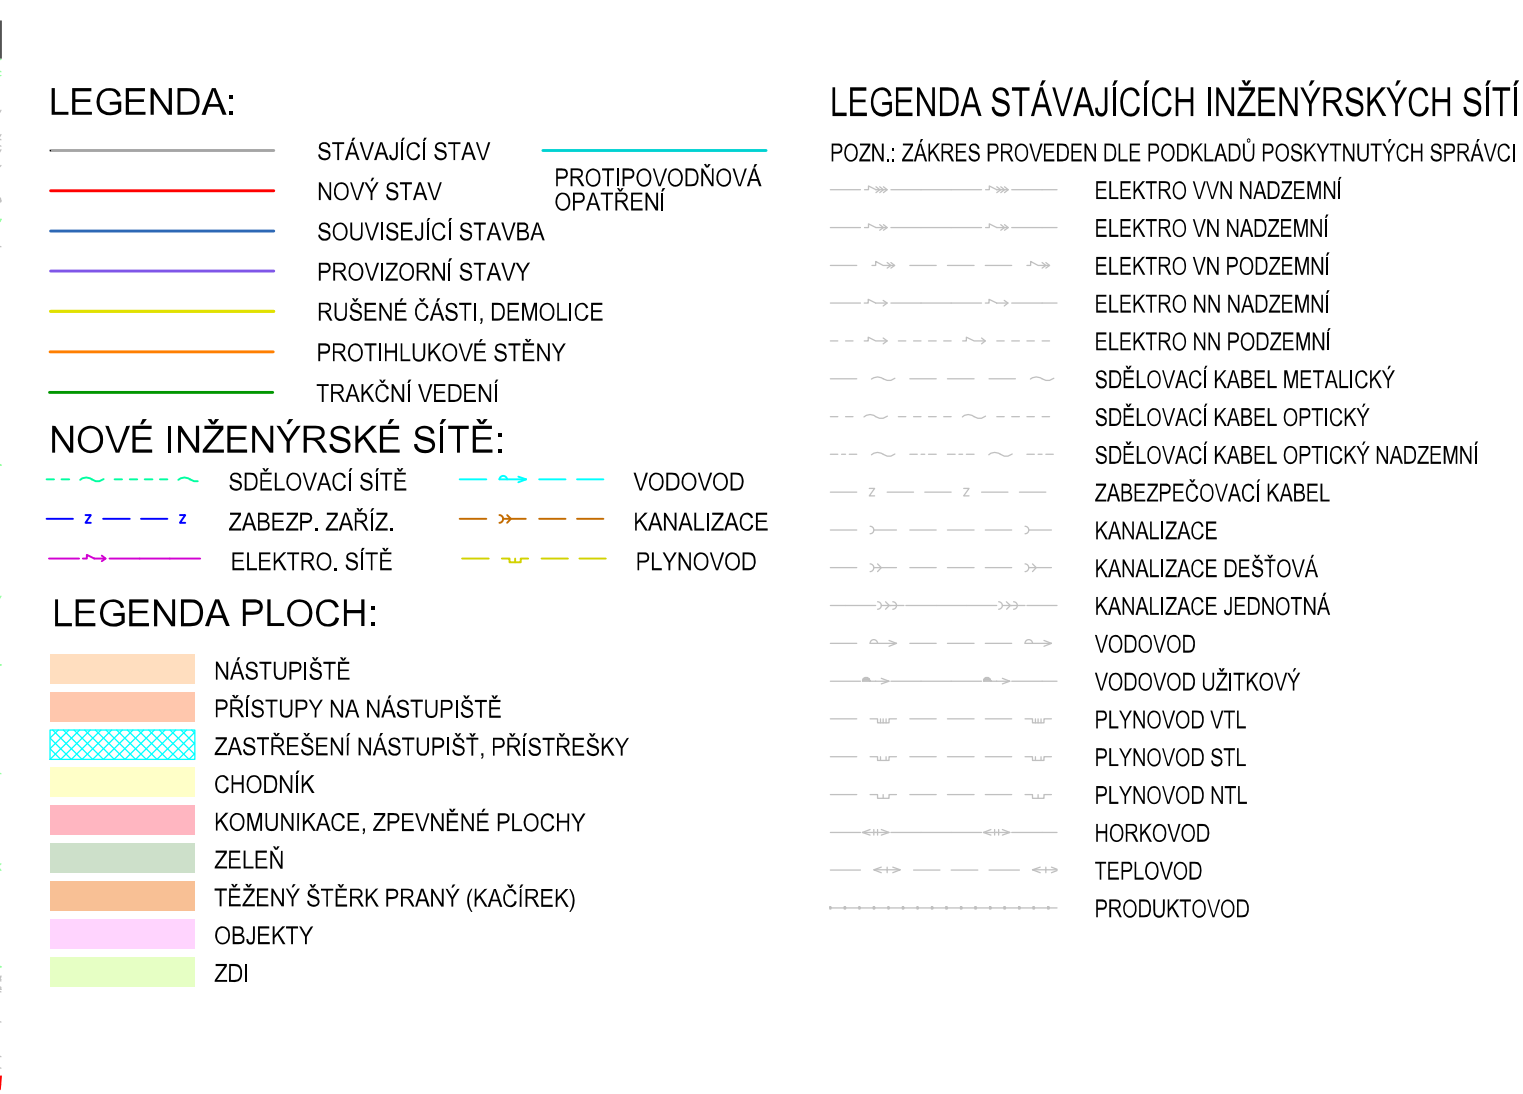 LEGENDA:
STÁVAJÍCÍ STAV
NOVÝ STAV
SOUVISEJÍCÍ STAVBA
PROVIZORNÍ STAVY
RUŠENÉ ČÁSTI, DEMOLICE
PROTIHLUKOVÉ STĚNY
TRAKČNÍ VEDENÍ
PROTIPOVODŇOVÁ
OPATŘENÍ
NOVÉ INŽENÝRSKÉ SÍTĚ:
SDĚLOVACÍ SÍTĚ
Z Z ZABEZP. ZAŘÍZ.
ELEKTRO. SÍTĚ
VODOVOD
KANALIZACE
PLYNOVOD
LEGENDA PLOCH:
NÁSTUPIŠTĚ
PŘÍSTUPY NA NÁSTUPIŠTĚ
ZASTŘEŠENÍ NÁSTUPIŠŤ, PŘÍSTŘEŠKY
CHODNÍK
KOMUNIKACE, ZPEVNĚNÉ PLOCHY
ZELEŇ
TĚŽENÝ ŠTĚRK PRANÝ (KAČÍREK)
OBJEKTY
ZDI
LEGENDA STÁVAJÍCÍCH INŽENÝRSKÝCH SÍTÍ
POZN.: ZÁKRES PROVEDEN DLE PODKLADŮ POSKYTNUTÝCH SPRÁVCI
ELEKTRO VVN NADZEMNÍ
ELEKTRO VN NADZEMNÍ
ELEKTRO VN PODZEMNÍ
ELEKTRO NN NADZEMNÍ
ELEKTRO NN PODZEMNÍ
SDĚLOVACÍ KABEL METALICKÝ
SDĚLOVACÍ KABEL OPTICKÝ
SDĚLOVACÍ KABEL OPTICKÝ NADZEMNÍ
Z Z ZABEZPEČOVACÍ KABEL
KANALIZACE
KANALIZACE DEŠŤOVÁ
KANALIZACE JEDNOTNÁ
VODOVOD
VODOVOD UŽITKOVÝ
PLYNOVOD VTL
PLYNOVOD STL
PLYNOVOD NTL
HORKOVOD
TEPLOVOD
PRODUKTOVOD